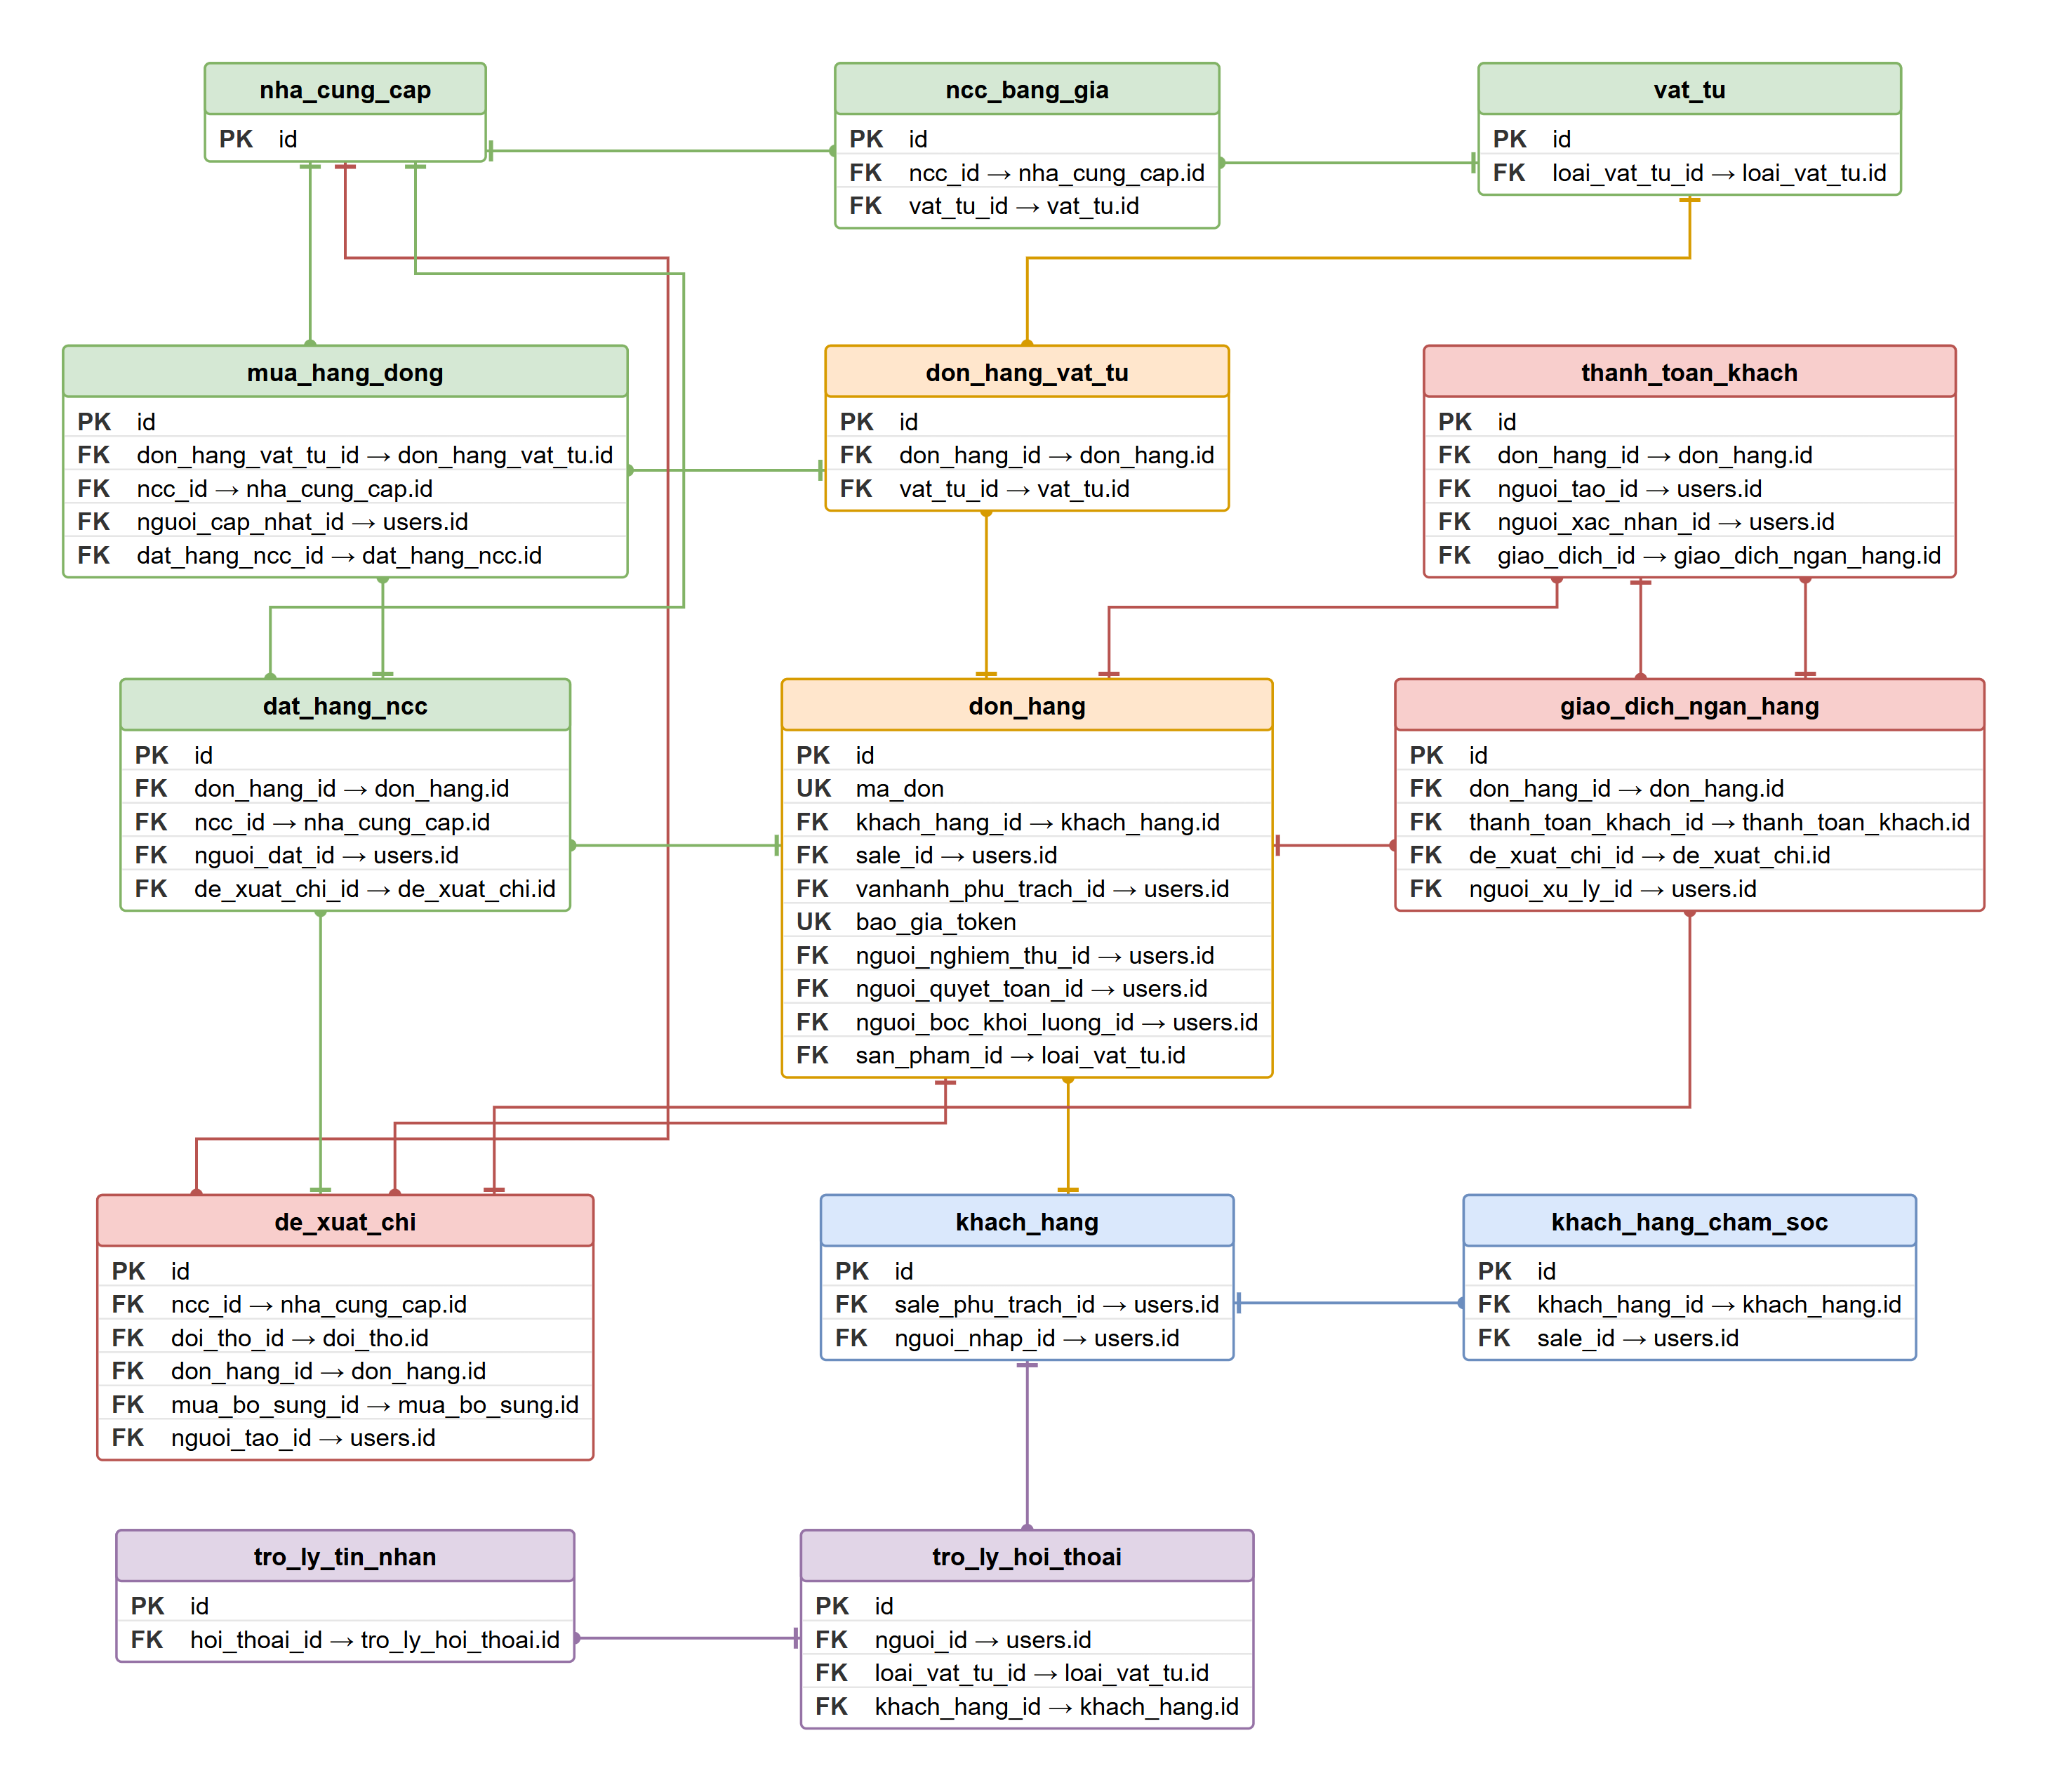 nha_cung_cap
PK id
ncc_bang_gia
PK id
FK ncc_id → nha_cung_cap.id
FK vat_tu_id → vat_tu.id
vat_tu
PK id
FK loai_vat_tu_id → loai_vat_tu.id
mua_hang_dong
PK id
FK don_hang_vat_tu_id → don_hang_vat_tu.id
FK ncc_id → nha_cung_cap.id
FK nguoi_cap_nhat_id → users.id
FK dat_hang_ncc_id → dat_hang_ncc.id
don_hang_vat_tu
PK id
FK don_hang_id → don_hang.id
FK vat_tu_id → vat_tu.id
thanh_toan_khach
PK id
FK don_hang_id → don_hang.id
FK nguoi_tao_id → users.id
FK nguoi_xac_nhan_id → users.id
FK giao_dich_id → giao_dich_ngan_hang.id
dat_hang_ncc
PK id
FK don_hang_id → don_hang.id
FK ncc_id → nha_cung_cap.id
FK nguoi_dat_id → users.id
FK de_xuat_chi_id → de_xuat_chi.id
don_hang
PK id
UK ma_don
FK khach_hang_id → khach_hang.id
FK sale_id → users.id
FK vanhanh_phu_trach_id → users.id
UK bao_gia_token
FK nguoi_nghiem_thu_id → users.id
FK nguoi_quyet_toan_id → users.id
FK nguoi_boc_khoi_luong_id → users.id
FK san_pham_id → loai_vat_tu.id
giao_dich_ngan_hang
PK id
FK don_hang_id → don_hang.id
FK thanh_toan_khach_id → thanh_toan_khach.id
FK de_xuat_chi_id → de_xuat_chi.id
FK nguoi_xu_ly_id → users.id
de_xuat_chi
PK id
FK ncc_id → nha_cung_cap.id
FK doi_tho_id → doi_tho.id
FK don_hang_id → don_hang.id
FK mua_bo_sung_id → mua_bo_sung.id
FK nguoi_tao_id → users.id
khach_hang
PK id
FK sale_phu_trach_id → users.id
FK nguoi_nhap_id → users.id
khach_hang_cham_soc
PK id
FK khach_hang_id → khach_hang.id
FK sale_id → users.id
tro_ly_tin_nhan
PK id
FK hoi_thoai_id → tro_ly_hoi_thoai.id
tro_ly_hoi_thoai
PK id
FK nguoi_id → users.id
FK loai_vat_tu_id → loai_vat_tu.id
FK khach_hang_id → khach_hang.id